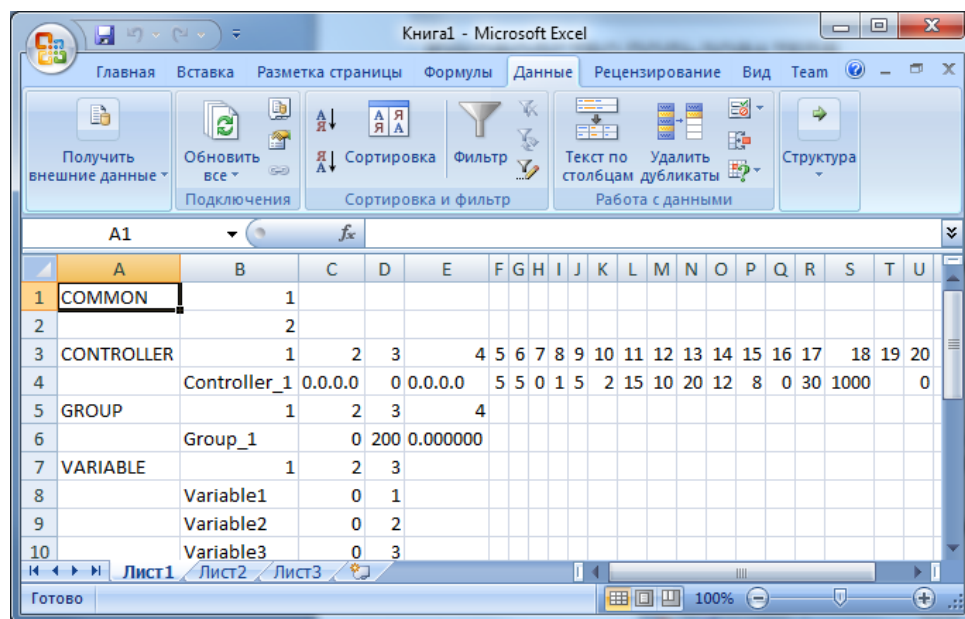 Книга1 - Microsoft Excel
Главная Вставка Разметка страницы Формулы Данные Рецензирование Вид Team
Получить внешние данные
Обновить все
Подключения
А Я
Я А
А Я
Я А
Сортировка
Фильтр
Сортировка и фильтр
Текст по столбцам
Удалить дубликаты
Работа с данными
Структура
A1 fx
A B C D E F G H I J K L M N O P Q R S T U
1 COMMON 1
2 2
3 CONTROLLER 1 2 3 4 5 6 7 8 9 10 11 12 13 14 15 16 17 18 19 20
4 Controller_1 0.0.0.0 0 0.0.0.0 5 5 0 1 5 2 15 10 20 12 8 0 30 1000 0
5 GROUP 1 2 3 4
6 Group_1 0 200 0.000000
7 VARIABLE 1 2 3
8 Variable1 0 1
9 Variable2 0 2
10 Variable3 0 3
Лист1 Лист2 Лист3
Готово 100%